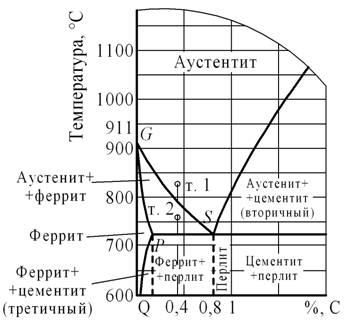 Температура, °С
1100
1000
911
900
800
700
600
Аустентит
G
Аустенит+
+феррит
т. 1
т. 2
S
Аустенит+
+цементит
(вторичный)
Феррит
P
Феррит+
+цементит
(третичный)
Феррит+
+перлит
Перлит
Цементит
+перлит
Q
0,4
0,8
1
%, С